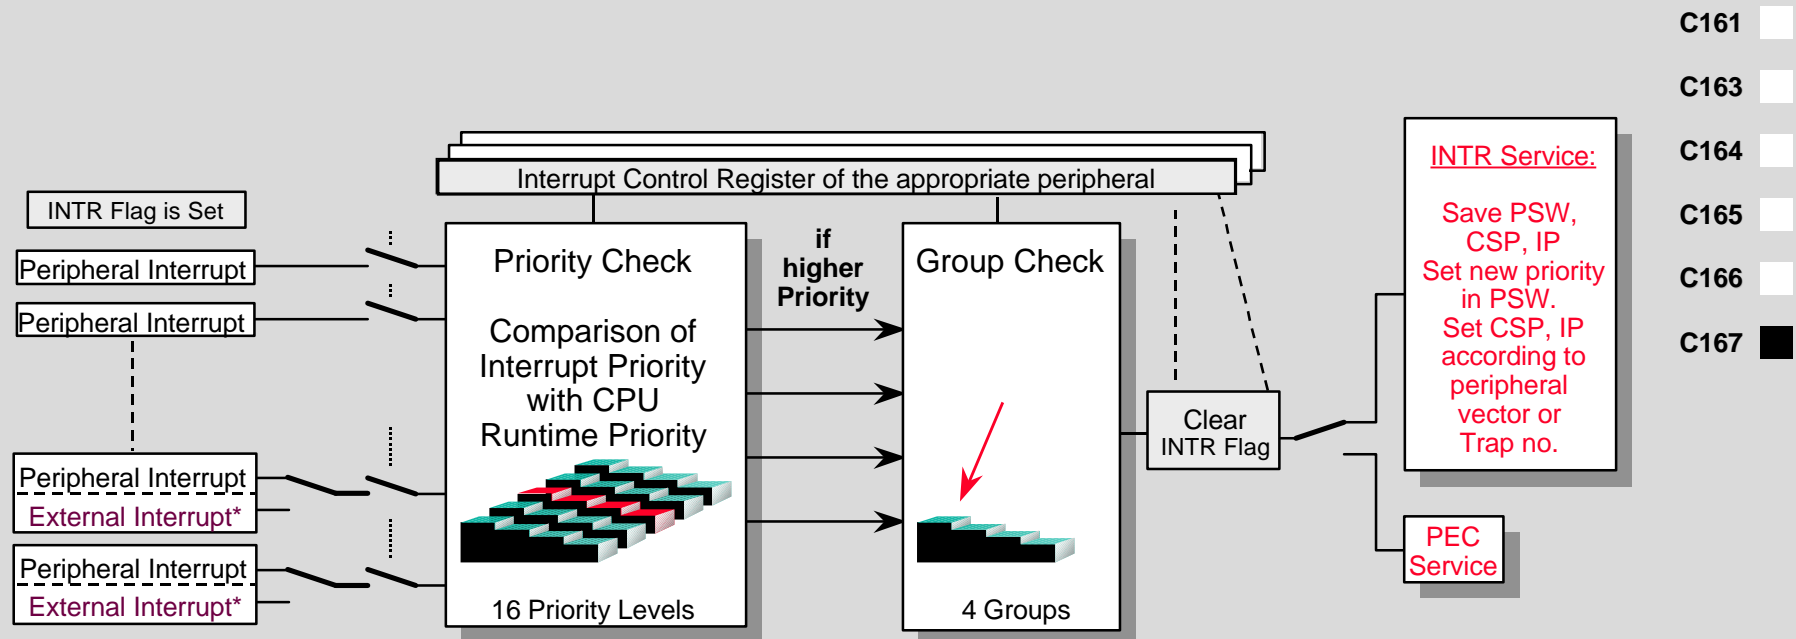 C161
C163
C164
C165
C166
C167
Interrupt Control Register of the appropriate peripheral
INTR Flag is Set
Peripheral Interrupt
Peripheral Interrupt
Peripheral Interrupt
External Interrupt*
Peripheral Interrupt
External Interrupt*
Priority Check
Comparison of
Interrupt Priority
with CPU
Runtime Priority
16 Priority Levels
if
higher
Priority
Group Check
4 Groups
Clear
INTR Flag
INTR Service:
Save PSW,
CSP, IP
Set new priority
in PSW.
Set CSP, IP
according to
peripheral
vector or
Trap no.
PEC
Service